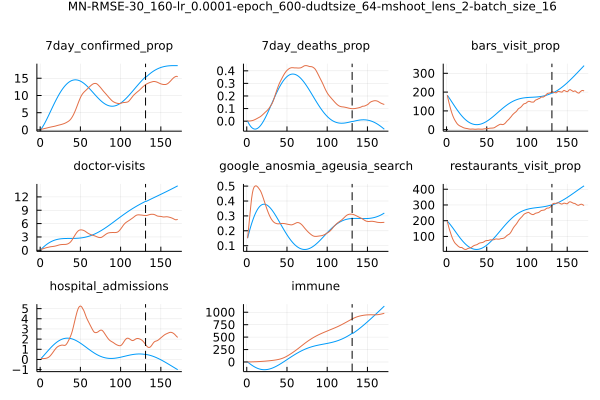 MN-RMSE-30_160-lr_0.0001-epoch_600-dudtsize_64-mshoot_lens_2-batch_size_16
7day_confirmed_prop 7day_deaths_prop bars_visit_prop
15 10 5 0
0 50 100 150
0.4 0.3 0.2 0.1 0.0
0 50 100 150
300 200 100 0
0 50 100 150
doctor-visits google_anosmia_ageusia_search restaurants_visit_prop
12 9 6 3 0
0 50 100 150
0.5 0.4 0.3 0.2 0.1
0 50 100 150
400 300 200 100
0 50 100 150
hospital_admissions immune
5 4 3 2 1 0 −1
0 50 100 150
1000 750 500 250 0
0 50 100 150